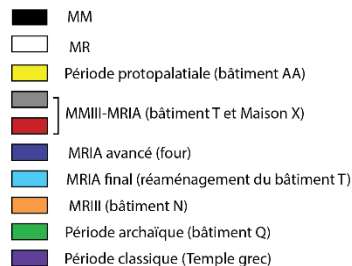 MM
MR
Période protopalatiale (bâtiment AA)
MMIII-MRIA (bâtiment T et Maison X)
MRIA avancé (four)
MRIA final (réaménagement du bâtiment T)
MRIII (bâtiment N)
Période archaïque (bâtiment Q)
Période classique (Temple grec)